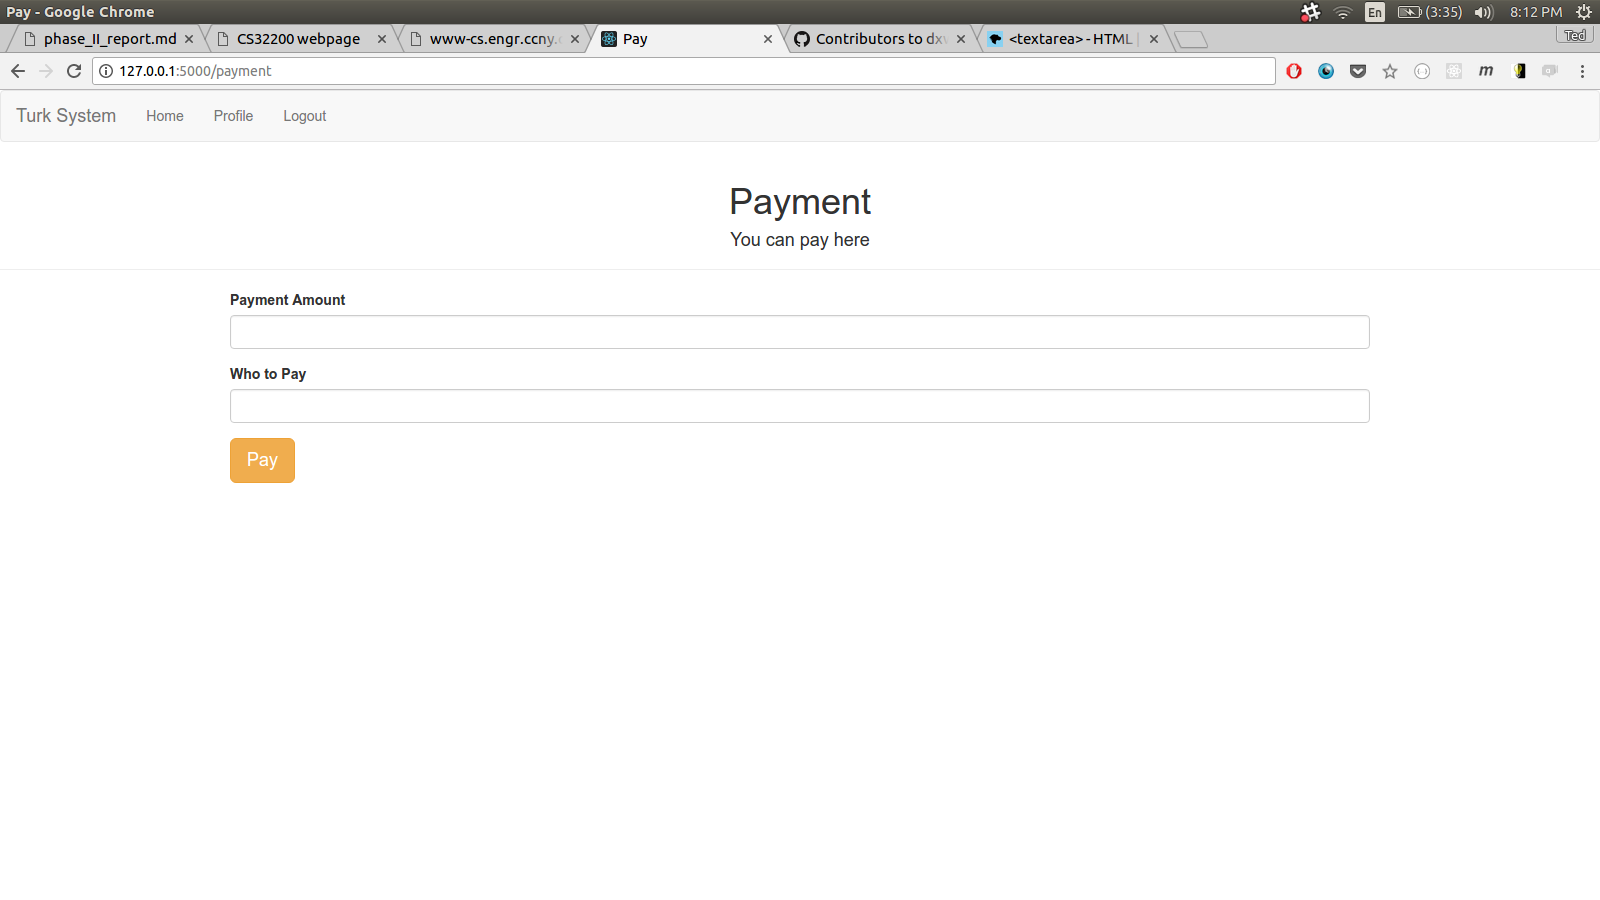 Pay - Google Chrome
En
(3:35)
8:12 PM
phase_II_report.md
CS32200 webpage
www-cs.engr.ccny.
Pay
Contributors to dxv
<textarea> - HTML
Ted
127.0.0.1:5000/payment
m
Turk System
Home
Profile
Logout
Payment
You can pay here
Payment Amount
Who to Pay
Pay